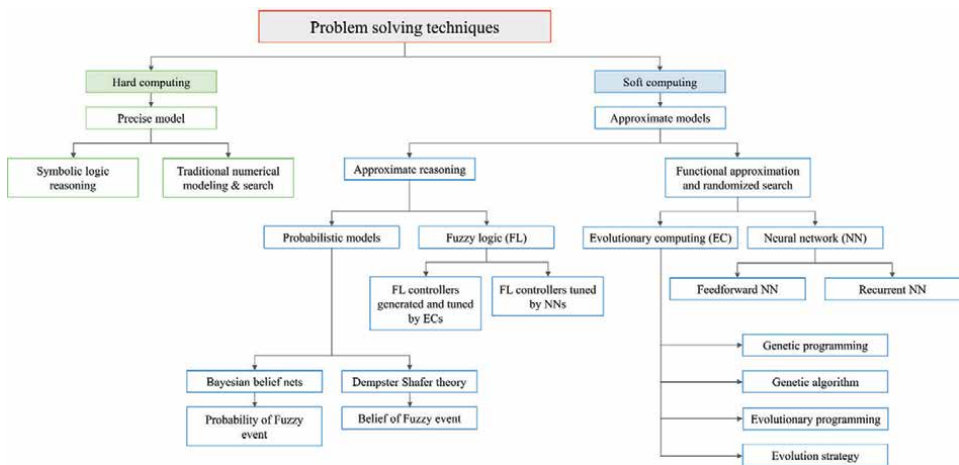 Problem solving techniques
Hard computing
Soft computing
Precise model
Approximate models
Symbolic logic
reasoning
Traditional numerical
modeling & search
Approximate reasoning
Functional approximation
and randomized search
Probabilistic models
Fuzzy logic (FL)
Evolutionary computing (EC)
Neural network (NN)
FL controllers
generated and tuned
by ECs
FL controllers tuned
by NNs
Feedforward NN
Recurrent NN
Genetic programming
Bayesian belief nets
Dempster Shafer theory
Genetic algorithm
Probability of Fuzzy
event
Belief of Fuzzy event
Evolutionary programming
Evolution strategy